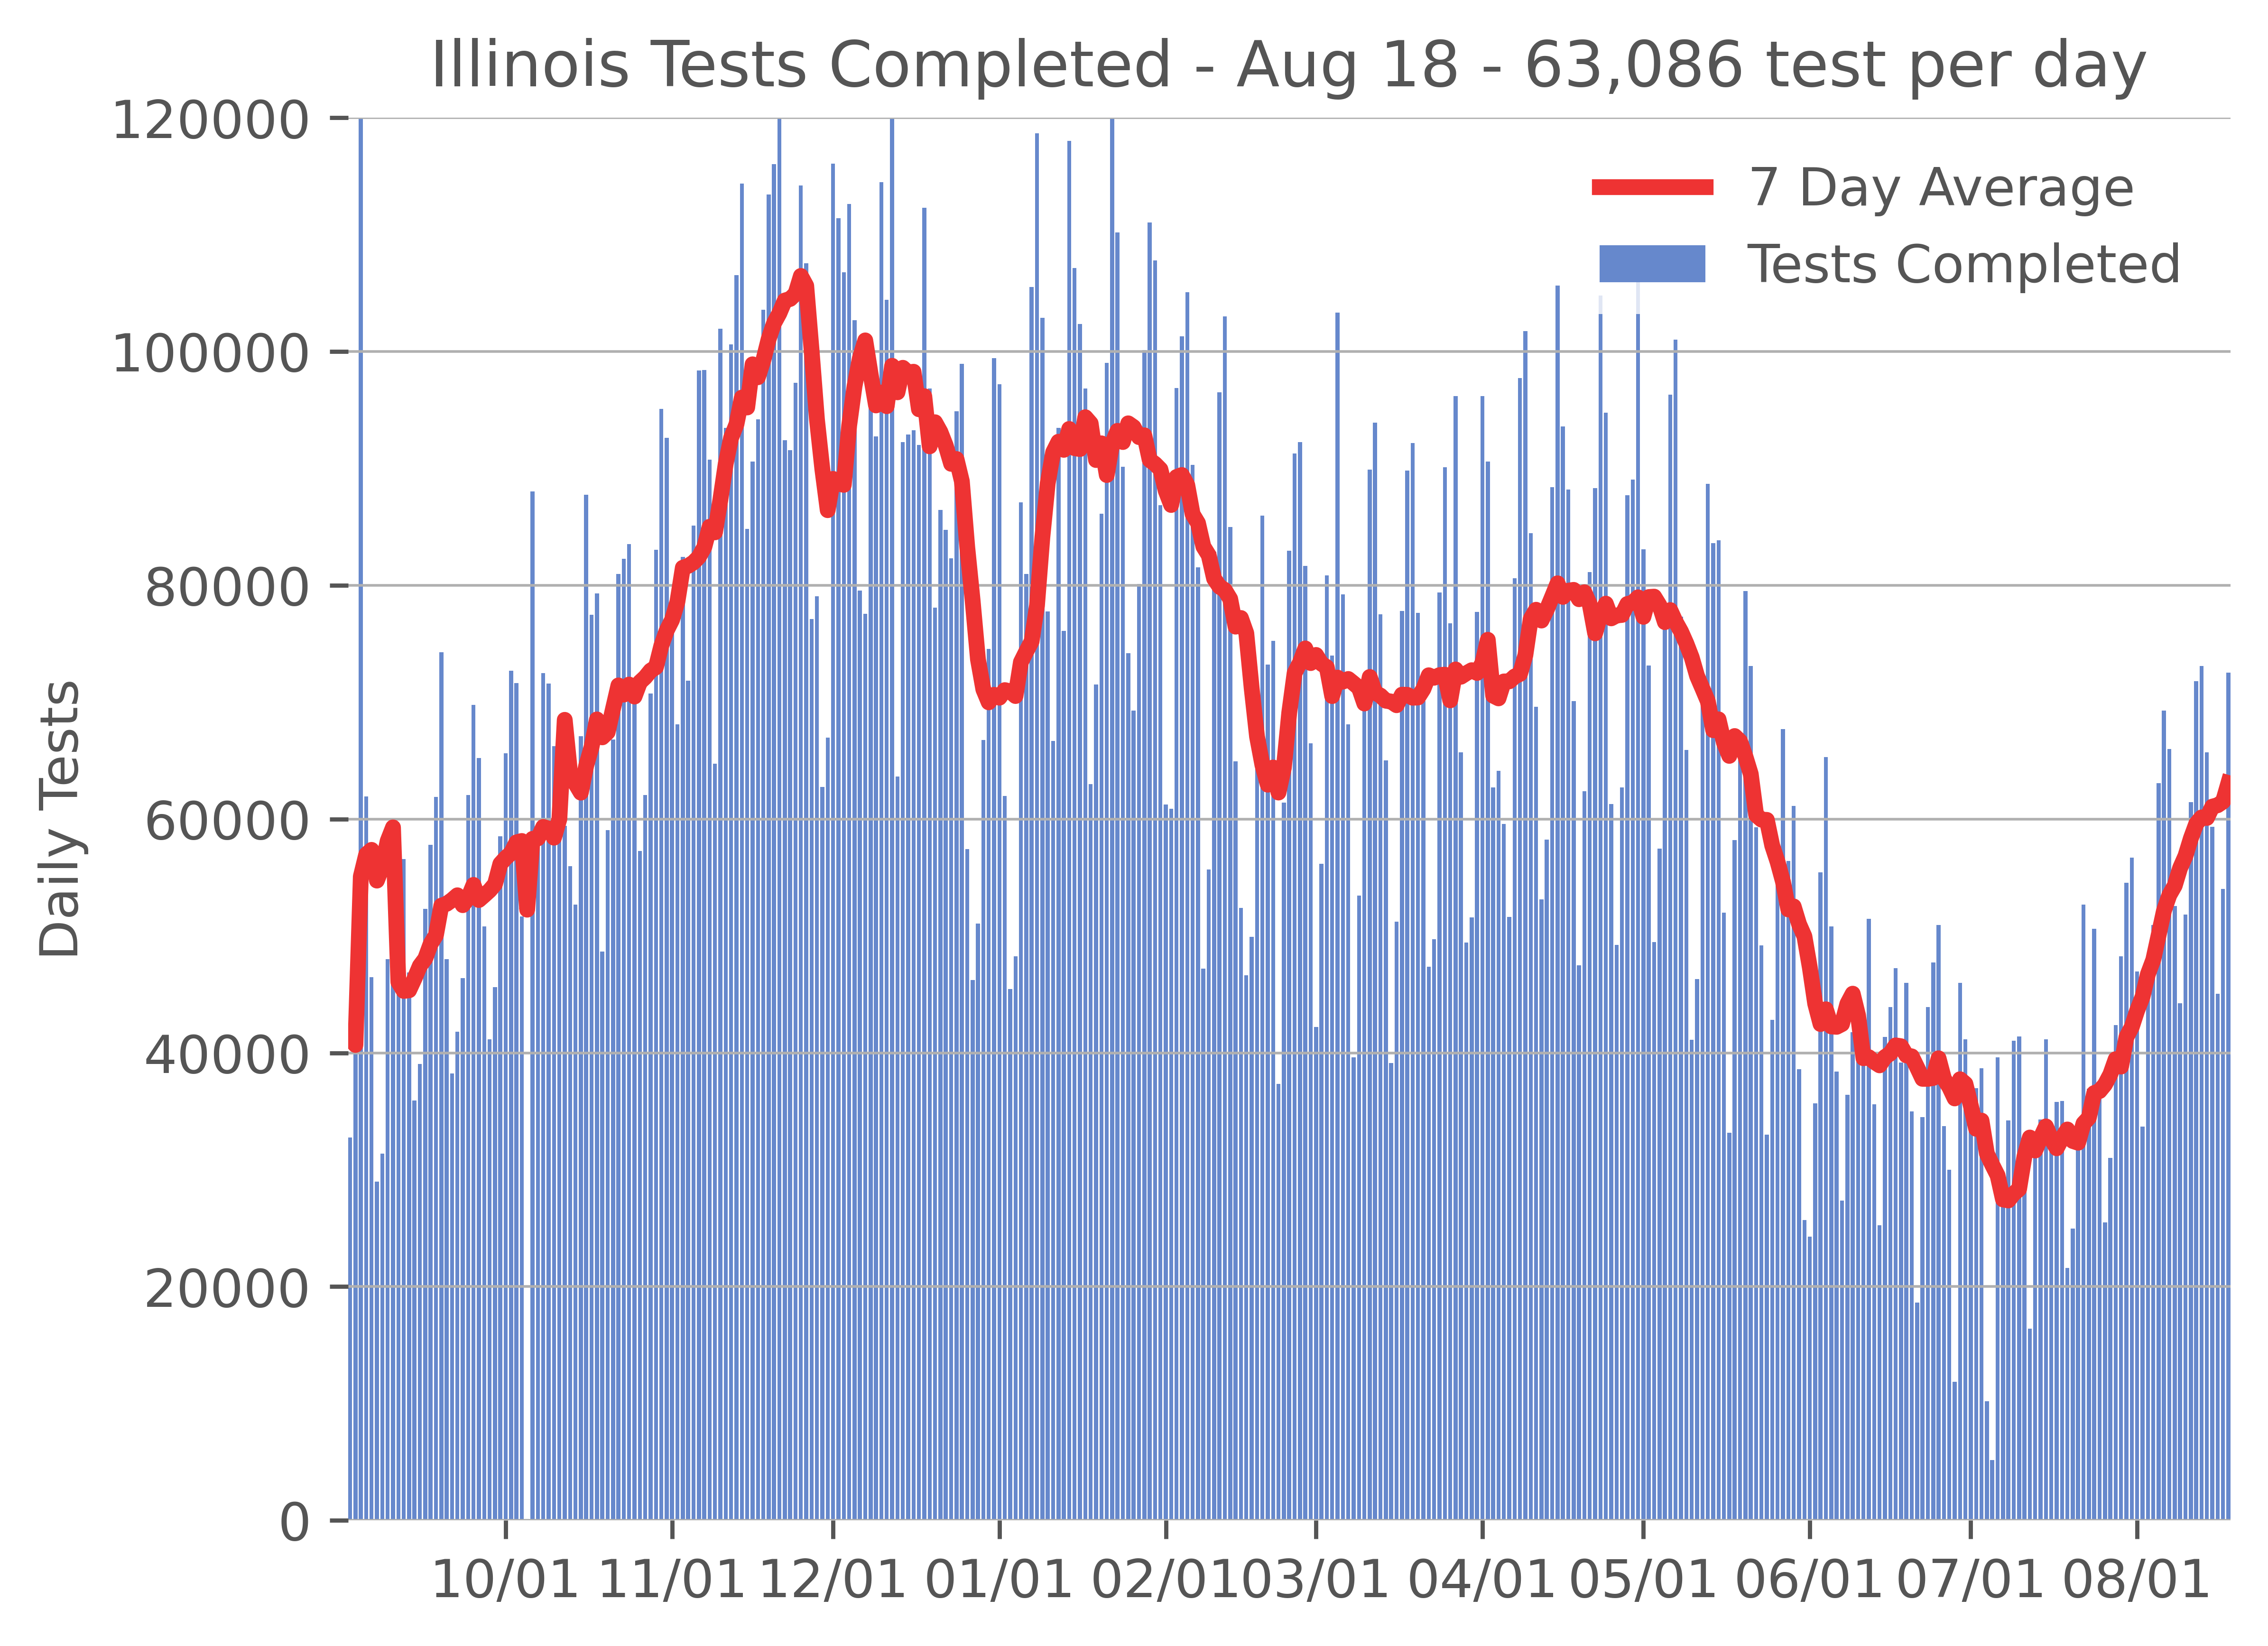 Illinois Tests Completed - Aug 18 - 63,086 test per day
120000
100000
80000
60000
40000
20000
0
Daily Tests
7 Day Average
Tests Completed
10/01 11/01 12/01 01/01 02/01 03/01 04/01 05/01 06/01 07/01 08/01